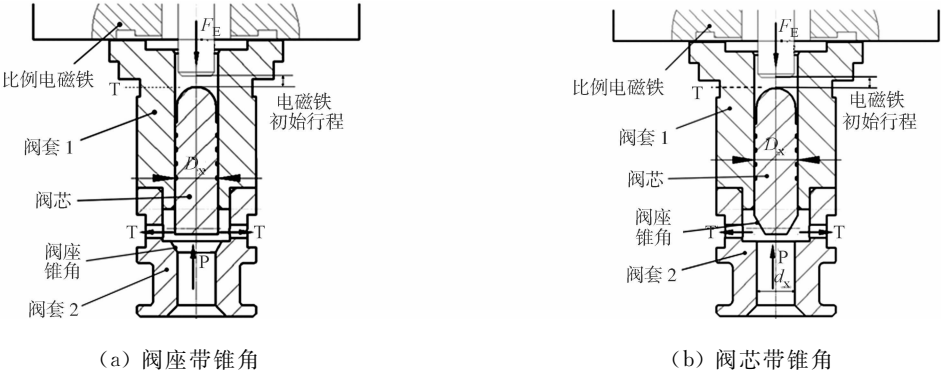 F_E
比例电磁铁
T
电磁铁
初始行程
阀套 1
D_x
阀芯
T
T
阀座
锥角
P
阀套 2
(a) 阀座带锥角
F_E
比例电磁铁
T
电磁铁
初始行程
阀套 1
D_x
阀芯
阀座
锥角
T
T
P
阀套 2
d_x
(b) 阀芯带锥角